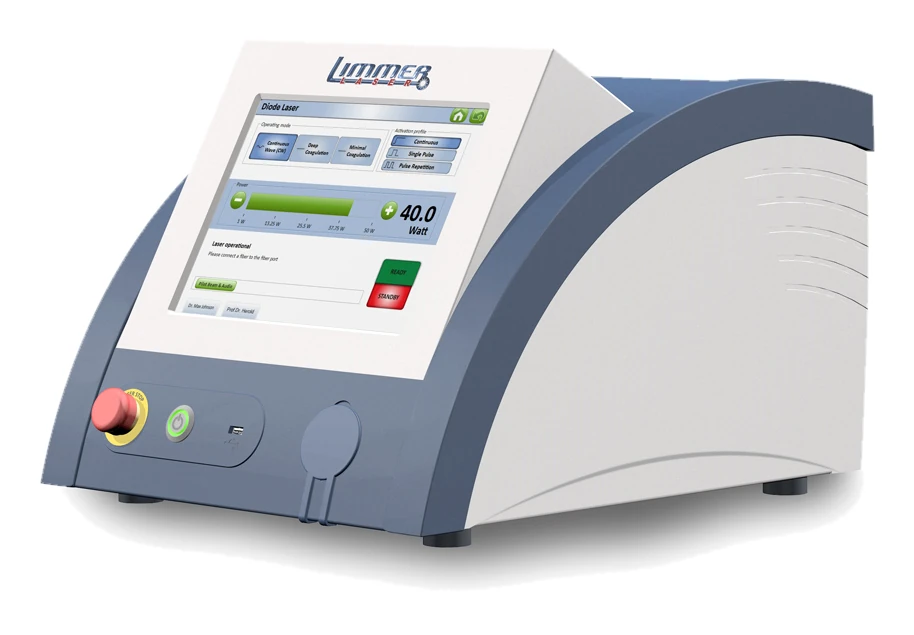 LIMMER
LASER
Diode Laser
Operating mode
Activation profile
Continuous
Wave (CW)
Deep
Coagulation
Minimal
Coagulation
Continuous
Single Pulse
Pulse Repetition
Power
40.0
Watt
1 W
13.25 W
25.5 W
37.75 W
50 W
Laser operational
Please connect a fiber to the fiber port
READY
STANDBY
Pilot Beam & Audio
Dr. Max Johnson
Prof.Dr. Herold
STOP